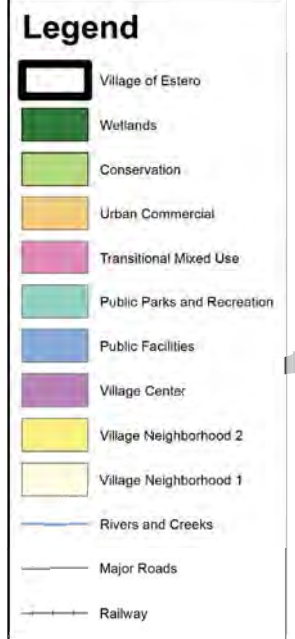 Legend
Village of Estero
Wetlands
Conservation
Urban Commercial
Transitional Mixed Use
Public Parks and Recreation
Public Facilities
Village Center
Village Neighborhood 2
Village Neighborhood 1
Rivers and Creeks
Major Roads
Railway